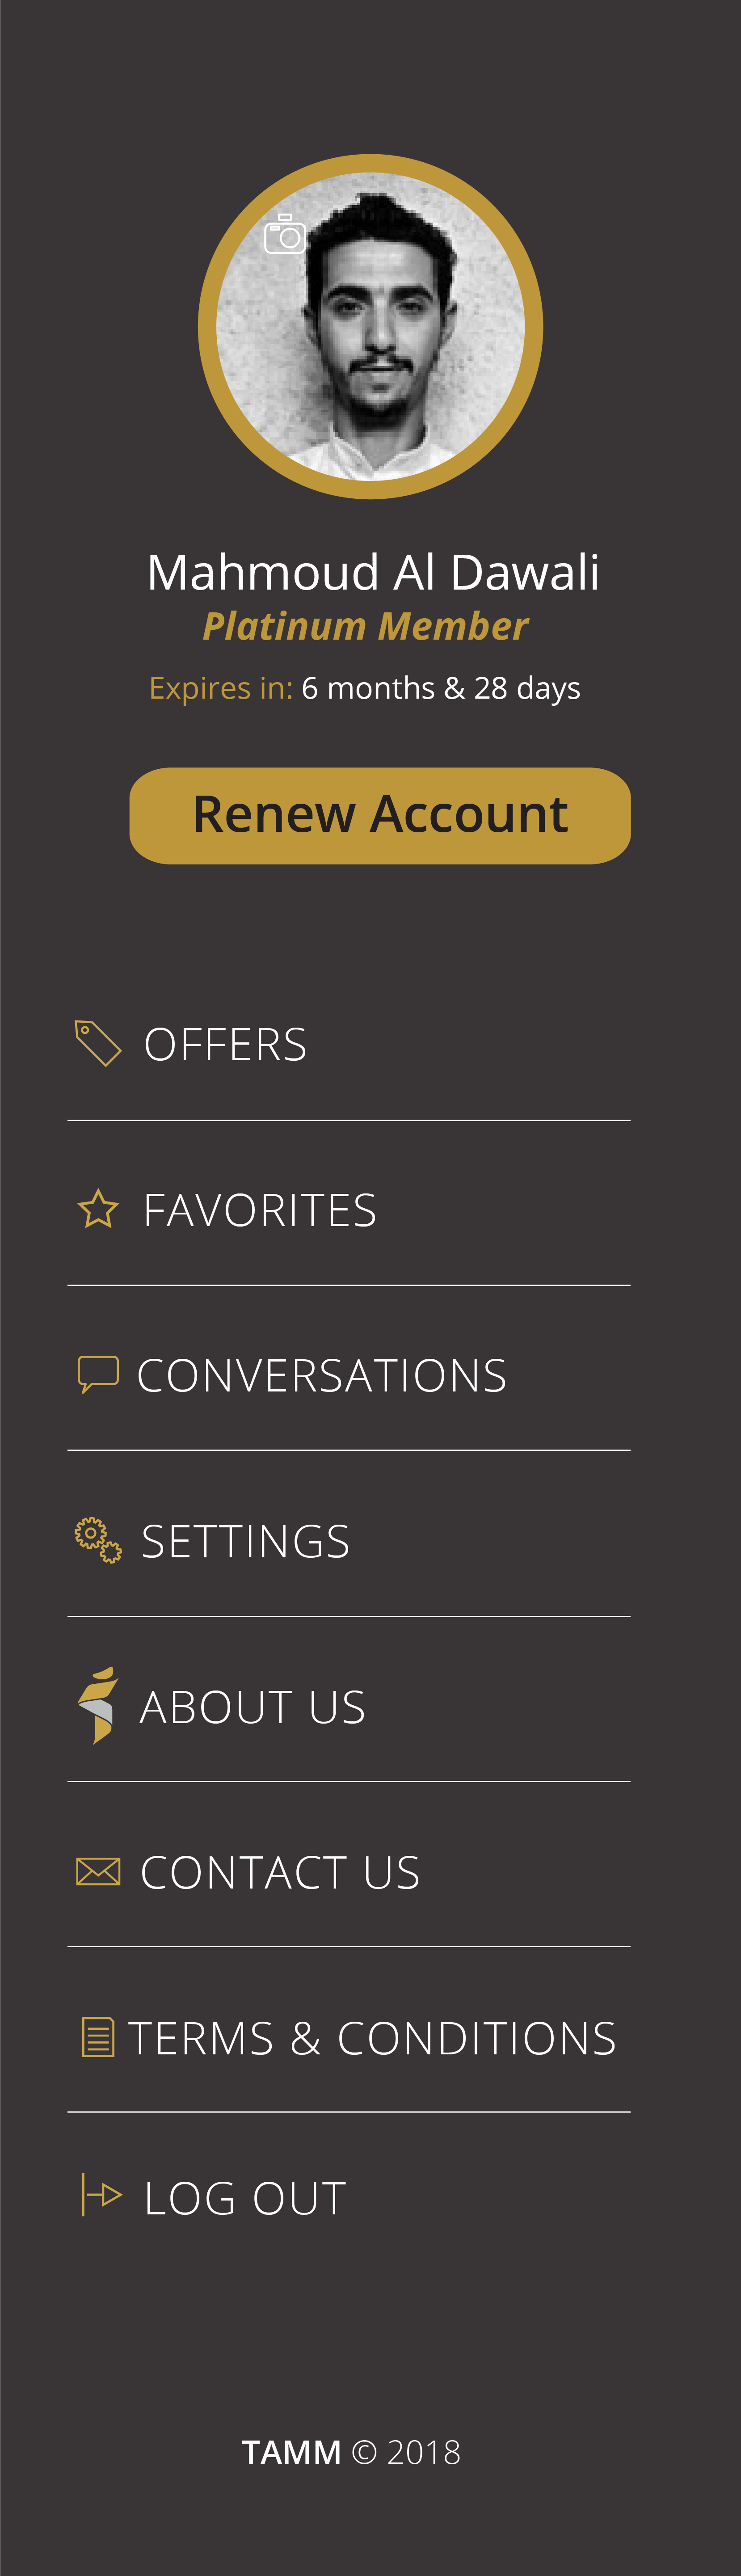 Mahmoud Al Dawali
Platinum Member
Expires in: 6 months & 28 days
Renew Account
OFFERS
FAVORITES
CONVERSATIONS
SETTINGS
ABOUT US
CONTACT US
TERMS & CONDITIONS
LOG OUT
TAMM © 2018